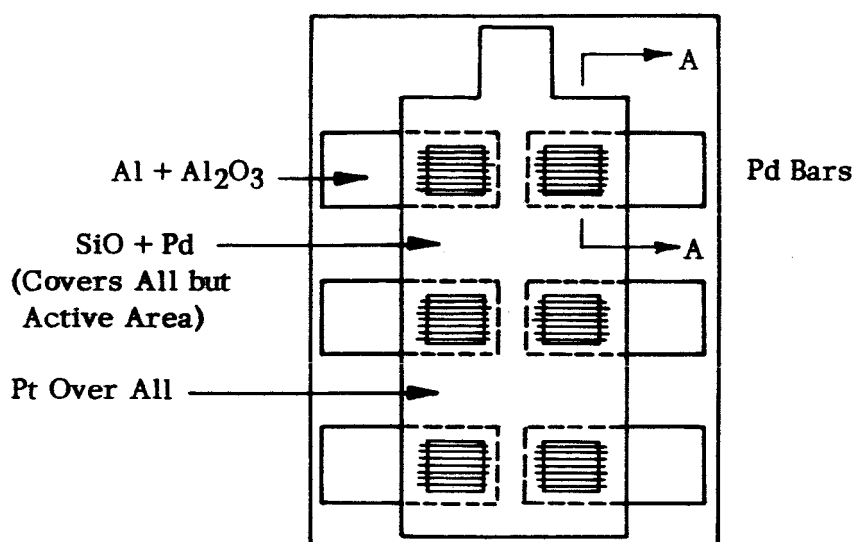 A
Al + Al₂O₃
Pd Bars
SiO + Pd
A
(Covers All but
Active Area)
Pt Over All